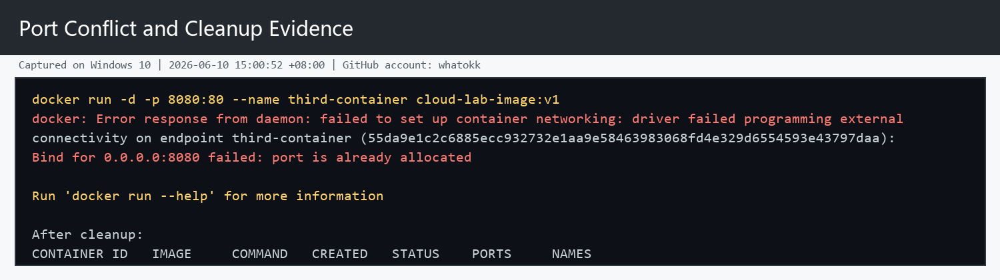 Port Conflict and Cleanup Evidence
Captured on Windows 10 | 2026-06-10 15:00:52 +08:00 | GitHub account: whatokk
docker run -d -p 8080:80 --name third-container cloud-lab-image:v1
docker: Error response from daemon: failed to set up container networking: driver failed programming external
connectivity on endpoint third-container (55da9e1c2c6885ecc932732e1aa9e58463983068fd4e329d6554593e43797daa):
Bind for 0.0.0.0:8080 failed: port is already allocated
Run 'docker run --help' for more information
After cleanup:
CONTAINER ID   IMAGE     COMMAND   CREATED   STATUS    PORTS     NAMES